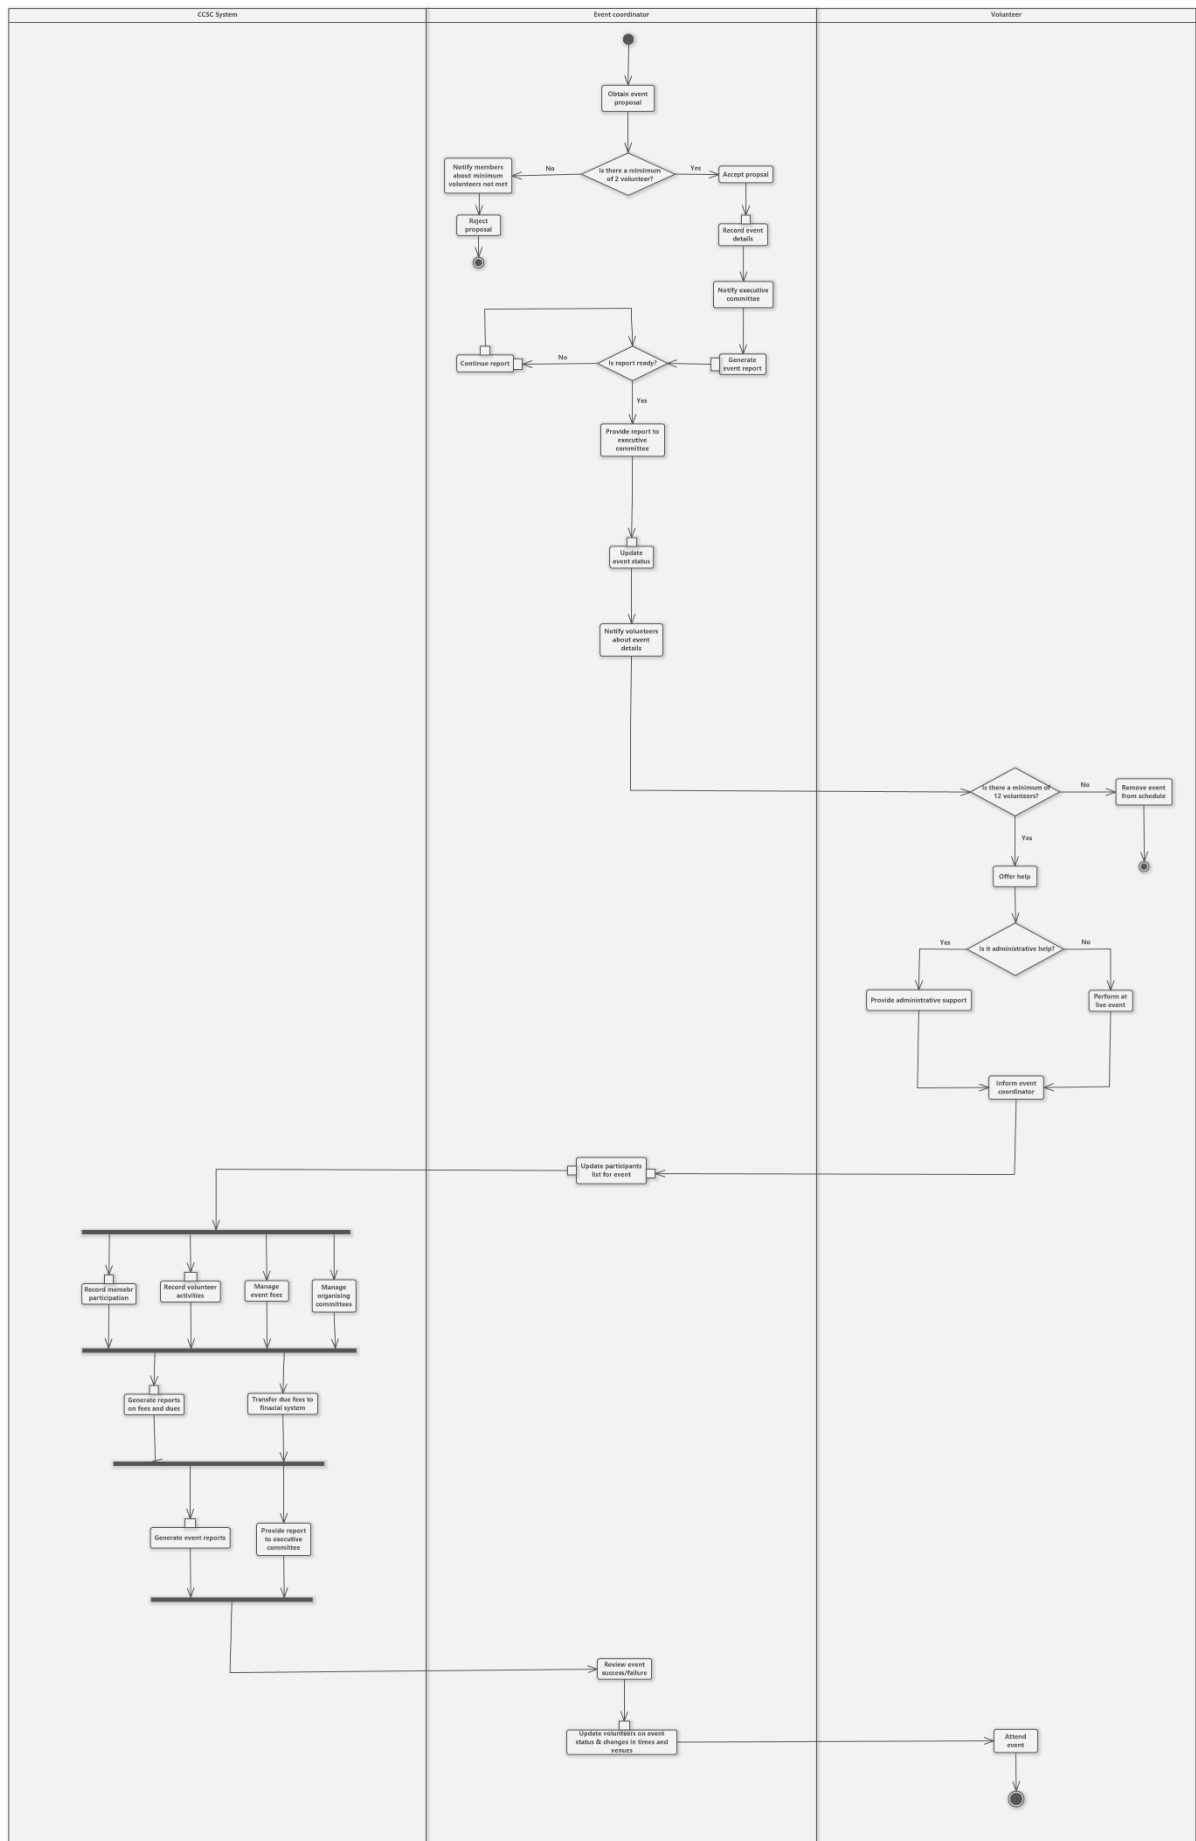 CCSC System
Event coordinator
Volunteer
Obtain event
proposal
Is there a mimimum
of 2 volunteer?
No
Yes
Notify members
about minimum
volunteers not met
Accept propsal
Reject
proposal
Record event
details
Notify executive
committee
Generate
event report
Is report ready?
No
Continue report
Yes
Provide report to
executive
committee
Update
event status
Notify volunteers
about event
details
Is there a minimum of
12 volunteers?
No
Remove event
from schedule
Yes
Offer help
Is it administrative help?
Yes
No
Provide administrative support
Perform at
live event
Inform event
coordinator
Update participants
list for event
Record memebr
participation
Record volunteer
activities
Manage
event fees
Manage
organising
committees
Generate reports
on fees and dues
Transfer due fees to
finacial system
Generate event reports
Provide report
to executive
committee
Review event
success/failure
Update volunteers on event
status & changes in times and
venues
Attend
event